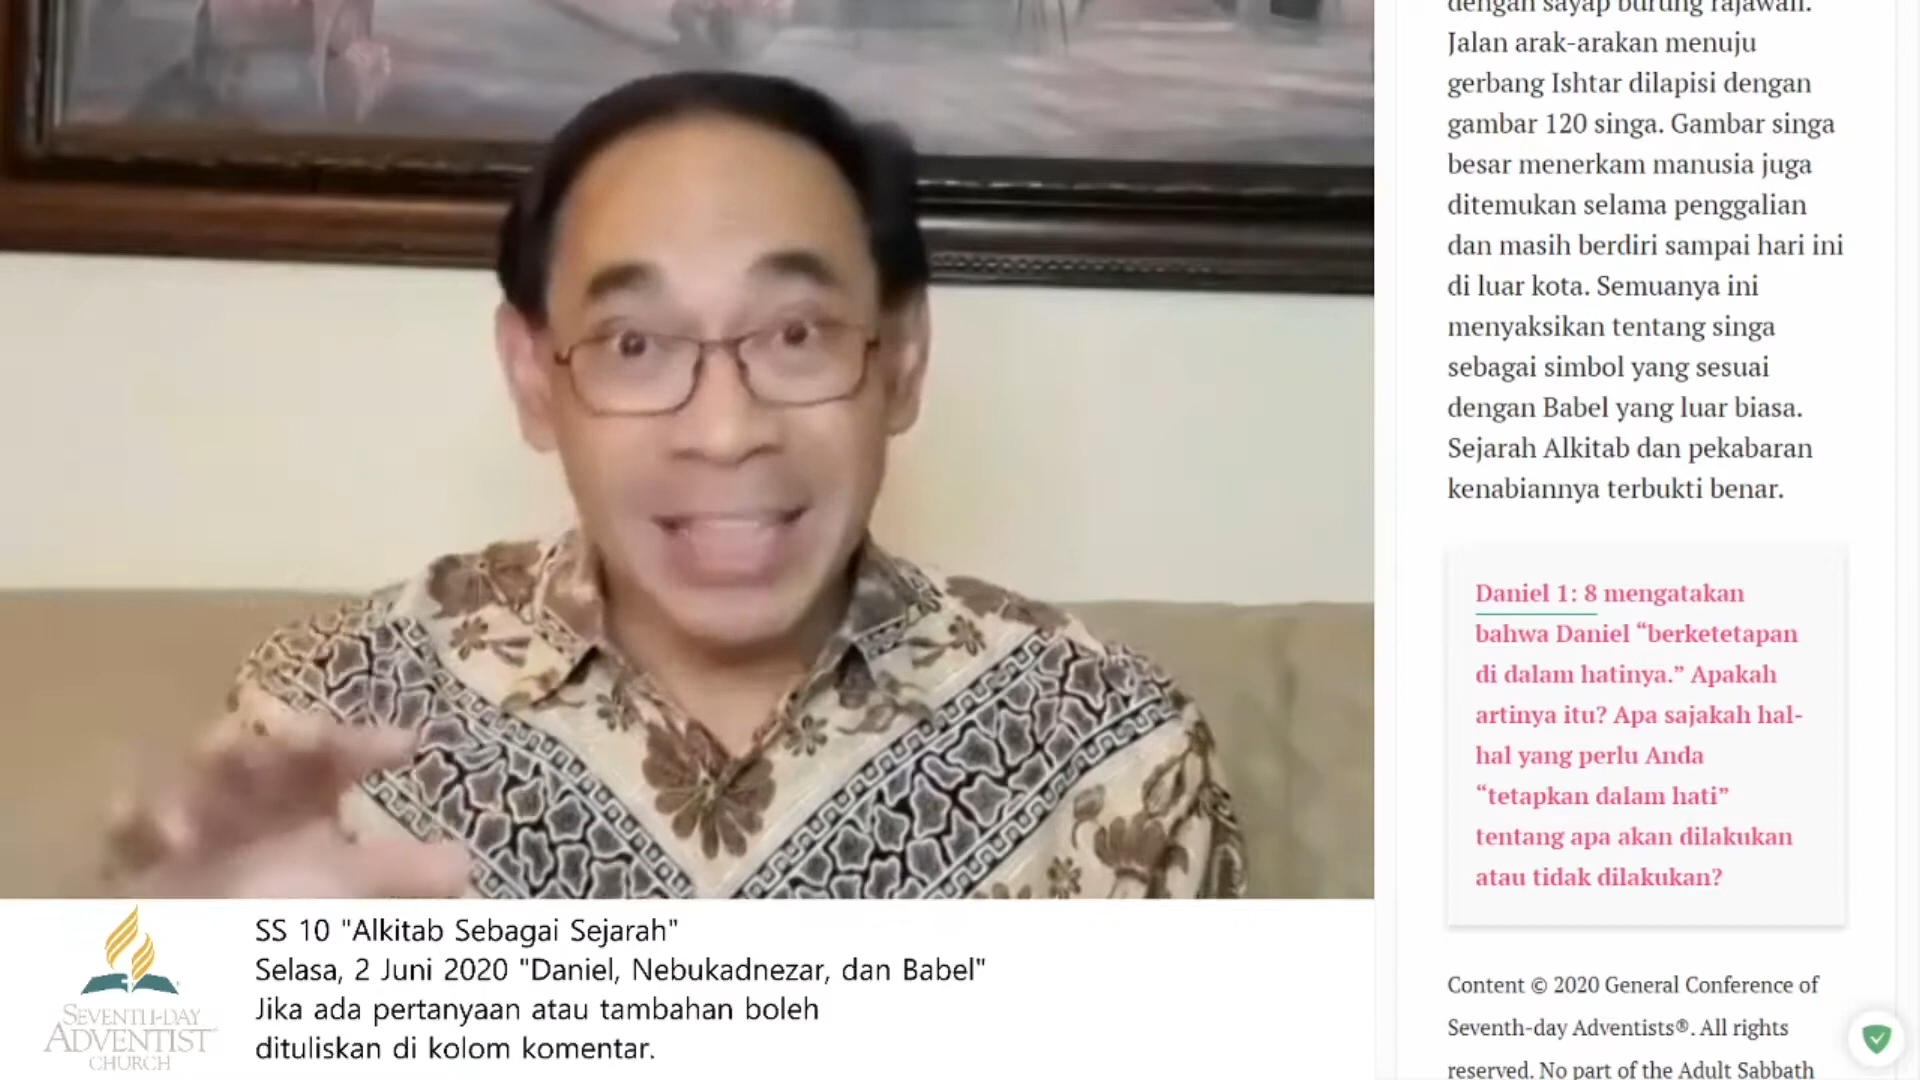 dengan sayap burung rajawali.
Jalan arak-arakan menuju
gerbang Ishtar dilapisi dengan
gambar 120 singa. Gambar singa
besar menerkam manusia juga
ditemukan selama penggalian
dan masih berdiri sampai hari ini
di luar kota. Semuanya ini
menyaksikan tentang singa
sebagai simbol yang sesuai
dengan Babel yang luar biasa.
Sejarah Alkitab dan pekabaran
kenabiannya terbukti benar.
Daniel 1: 8 mengatakan
bahwa Daniel “berketetapan
di dalam hatinya.” Apakah
artinya itu? Apa sajakah hal-
hal yang perlu Anda
“tetapkan dalam hati”
tentang apa akan dilakukan
atau tidak dilakukan?
Content © 2020 General Conference of
Seventh-day Adventists®. All rights
reserved. No part of the Adult Sabbath
SEVENTH-DAY
ADVENTIST
CHURCH
SS 10 "Alkitab Sebagai Sejarah"
Selasa, 2 Juni 2020 "Daniel, Nebukadnezar, dan Babel"
Jika ada pertanyaan atau tambahan boleh
dituliskan di kolom komentar.